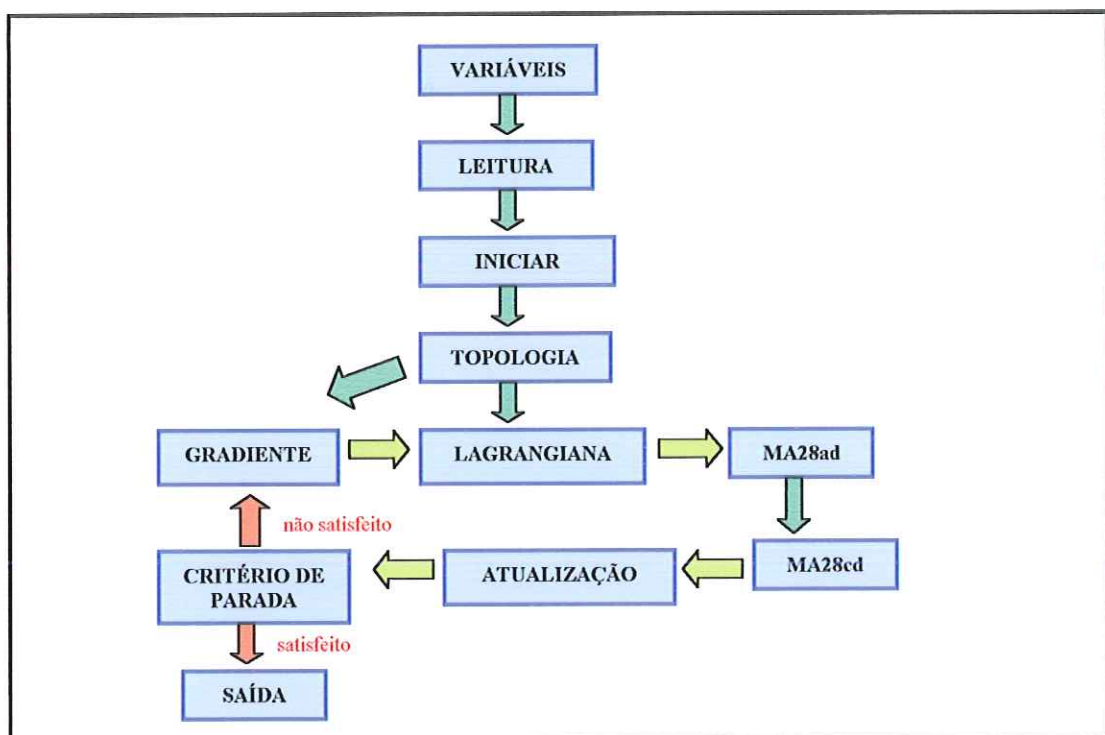 VARIÁVEIS
LEITURA
INICIAR
TOPOLOGIA
GRADIENTE
LAGRANGIANA
MA28ad
não satisfeito
CRITÉRIO DE
PARADA
ATUALIZAÇÃO
MA28cd
satisfeito
SAÍDA